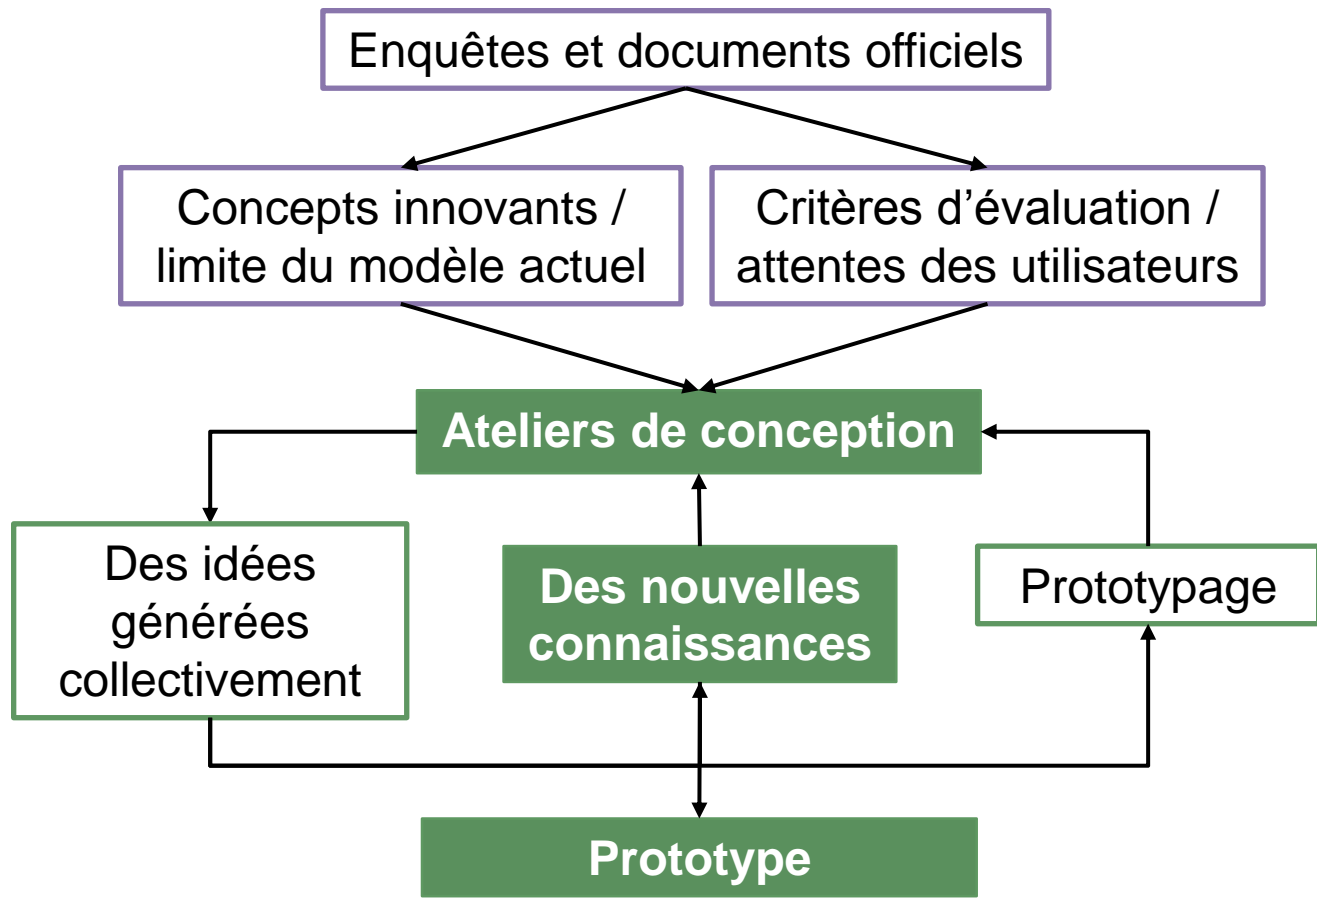 Enquêtes et documents officiels
Concepts innovants /
limite du modèle actuel
Critères d’évaluation /
attentes des utilisateurs
Ateliers de conception
Des idées
générées
collectivement
Des nouvelles
connaissances
Prototypage
Prototype